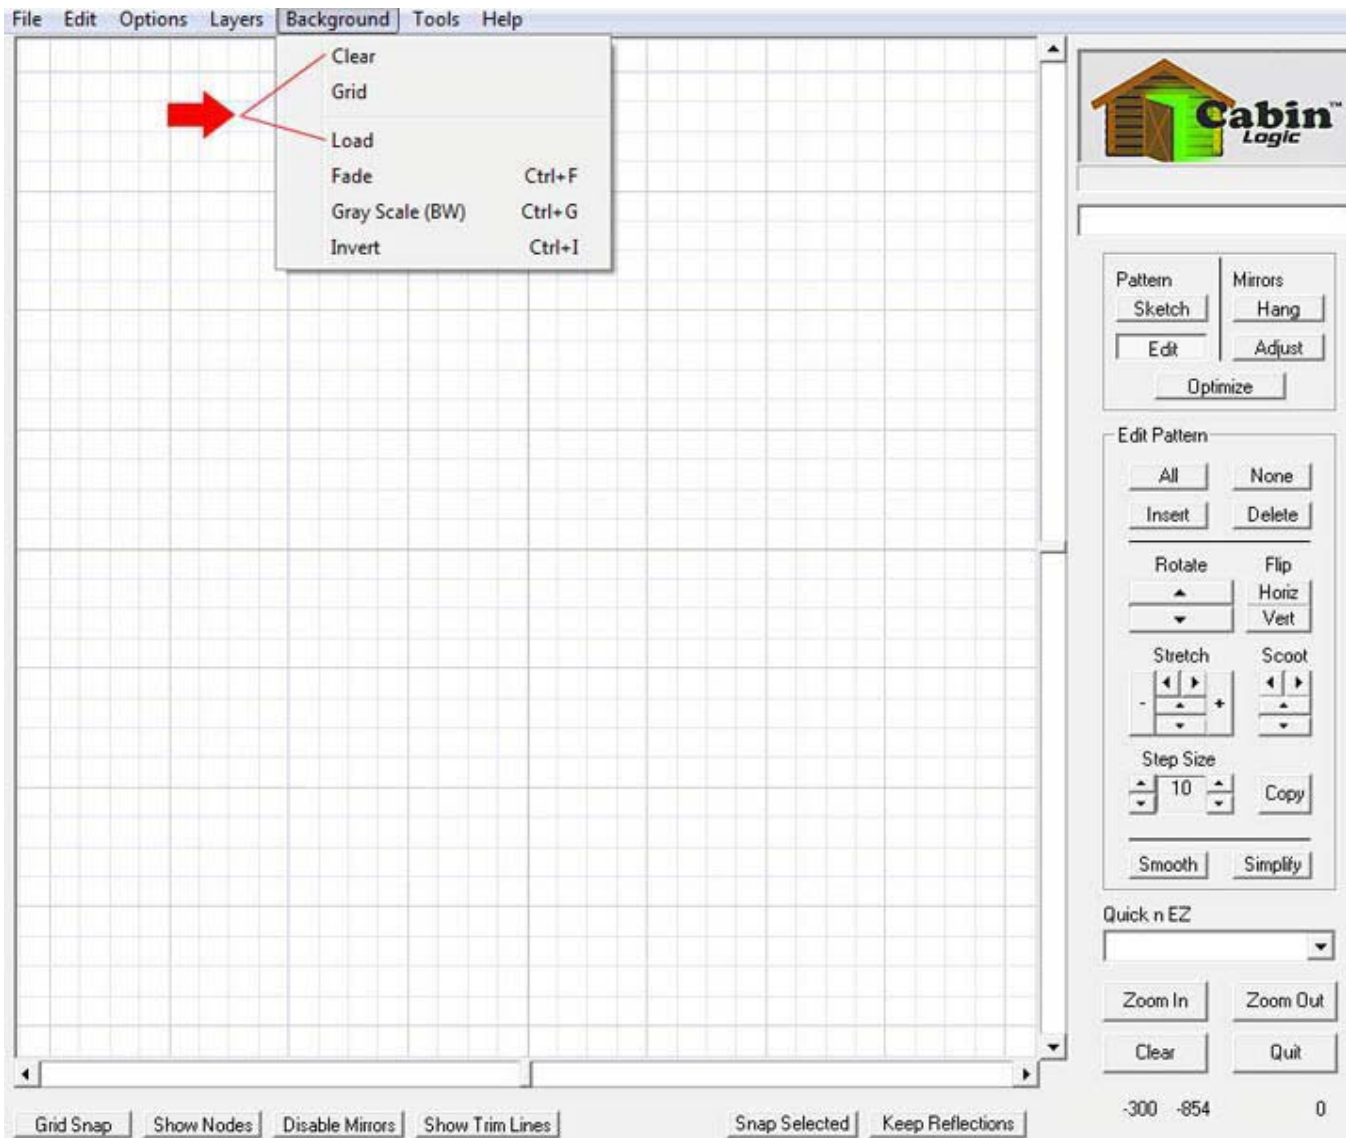 File Edit Options Layers Background Tools Help
Clear
Grid
Load
Fade Ctrl+F
Gray Scale (BW) Ctrl+G
Invert Ctrl+I
Cabin™
Logic
Pattern Mirrors
Sketch Hang
Edit Adjust
Optimize
Edit Pattern
All None
Insert Delete
Rotate Flip
Horiz
Vert
Stretch Scoot
- +
Step Size
10 Copy
Smooth Simplify
Quick n EZ
Zoom In Zoom Out
Clear Quit
-300 -854 0
Grid Snap Show Nodes Disable Mirrors Show Trim Lines Snap Selected Keep Reflections